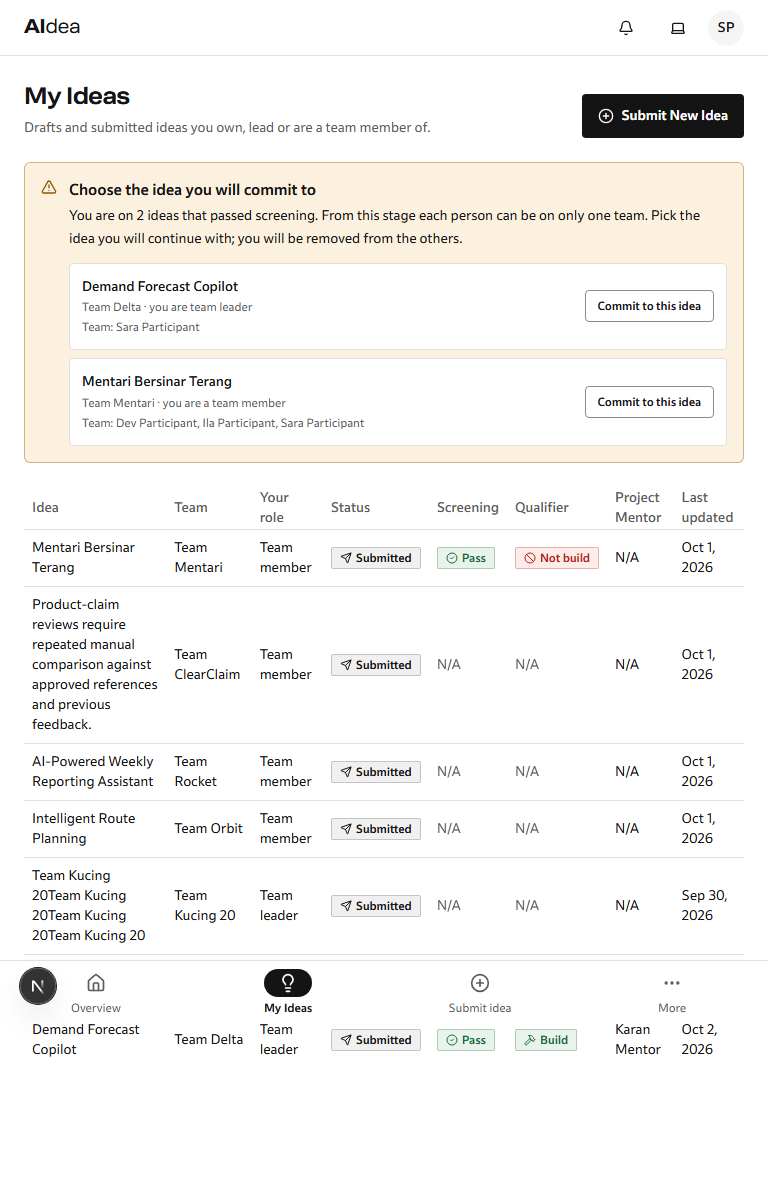 AIdea
SP
My Ideas
Drafts and submitted ideas you own, lead or are a team member of.
Submit New Idea
Choose the idea you will commit to
You are on 2 ideas that passed screening. From this stage each person can be on only one team. Pick the
idea you will continue with; you will be removed from the others.
Demand Forecast Copilot
Team Delta · you are team leader
Team: Sara Participant
Commit to this idea
Mentari Bersinar Terang
Team Mentari · you are a team member
Team: Dev Participant, Ila Participant, Sara Participant
Commit to this idea
Idea Team Your role Status Screening Qualifier Project Mentor Last updated
Mentari Bersinar Terang Team Mentari Team member Submitted Pass Not build N/A Oct 1, 2026
Product-claim
reviews require
repeated manual
comparison against
approved references
and previous
feedback.
Team ClearClaim Team member Submitted N/A N/A N/A Oct 1, 2026
AI-Powered Weekly Reporting Assistant Team Rocket Team member Submitted N/A N/A N/A Oct 1, 2026
Intelligent Route Planning Team Orbit Team member Submitted N/A N/A N/A Oct 1, 2026
Team Kucing
20Team Kucing
20Team Kucing
20Team Kucing 20
Team Kucing 20 Team leader Submitted N/A N/A N/A Sep 30, 2026
N
Overview
My Ideas
Submit idea
More
Demand Forecast Copilot Team Delta Team leader Submitted Pass Build Karan Mentor Oct 2, 2026